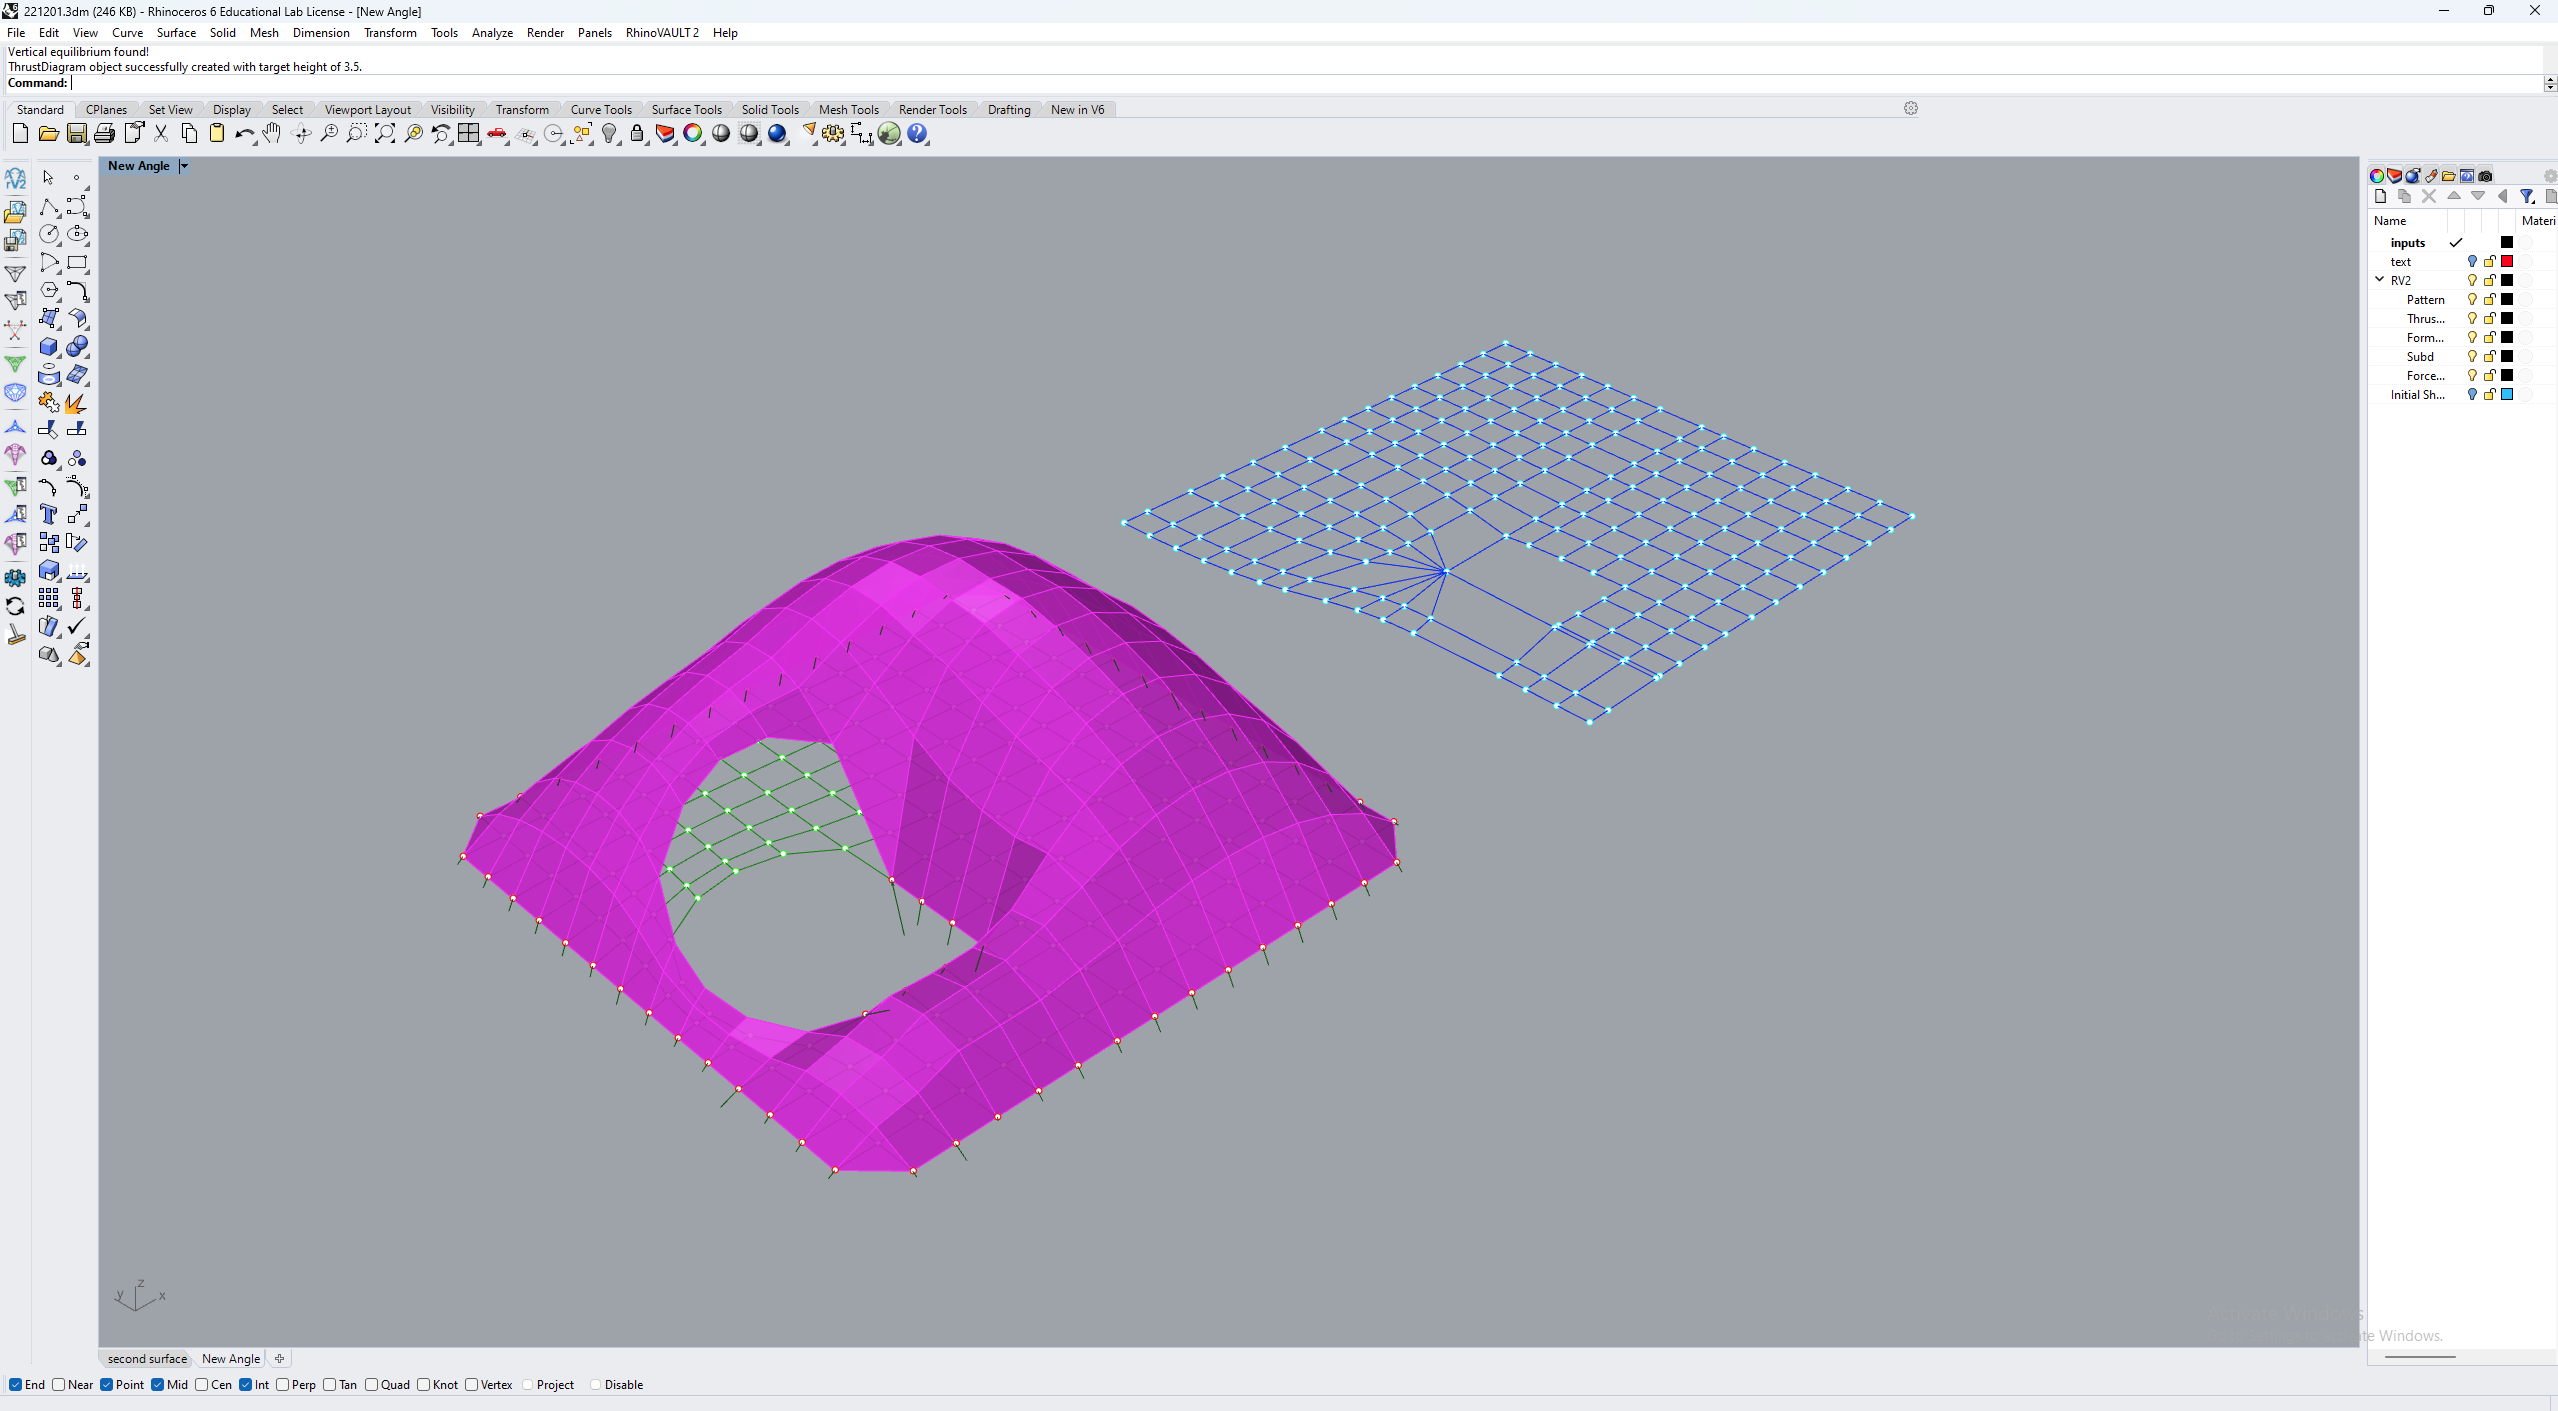 221201.3dm (246 KB) - Rhinoceros 6 Educational Lab License - [New Angle]
File Edit View Curve Surface Solid Mesh Dimension Transform Tools Analyze Render Panels RhinoVAULT 2 Help
Vertical equilibrium found!
ThrustDiagram object successfully created with target height of 3.5.
Command:
Standard CPlanes Set View Display Select Viewport Layout Visibility Transform Curve Tools Surface Tools Solid Tools Mesh Tools Render Tools Drafting New in V6
New Angle
rV2
Name Materi
inputs
text
RV2
Pattern
Thrus...
Form...
Subd
Force...
Initial Sh...
z
y x
Activate Windows
te Windows.
second surface New Angle
End Near Point Mid Cen Int Perp Tan Quad Knot Vertex Project Disable